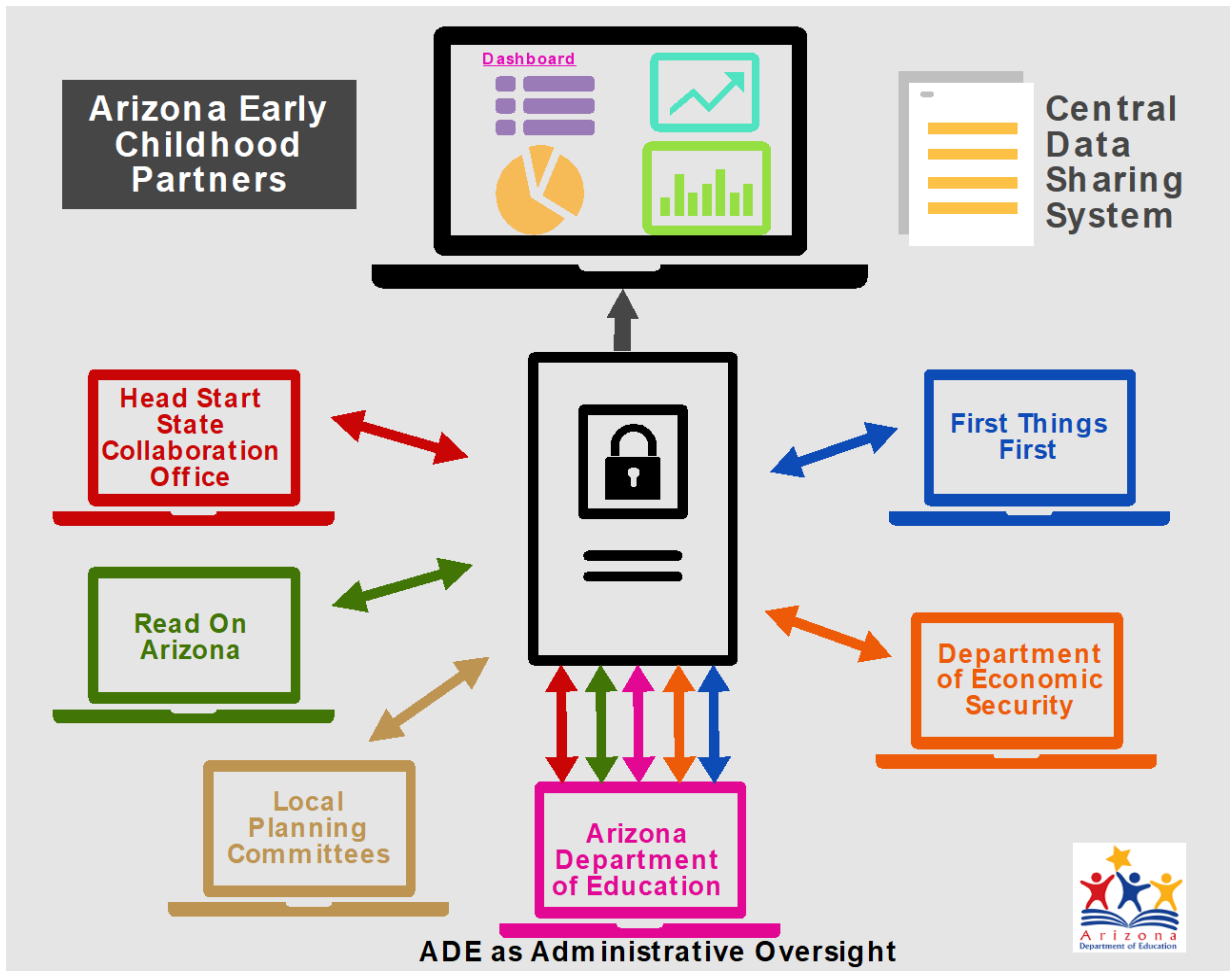 Dashboard
Arizona Early
Childhood
Partners
Central
Data
Sharing
System
Head Start
State
Collaboration
Office
First Things
First
Read On
Arizona
Department
of Economic
Security
Local
Planning
Committees
Arizona
Department
of Education
ADE as Administrative Oversight
Arizona
Department of Education